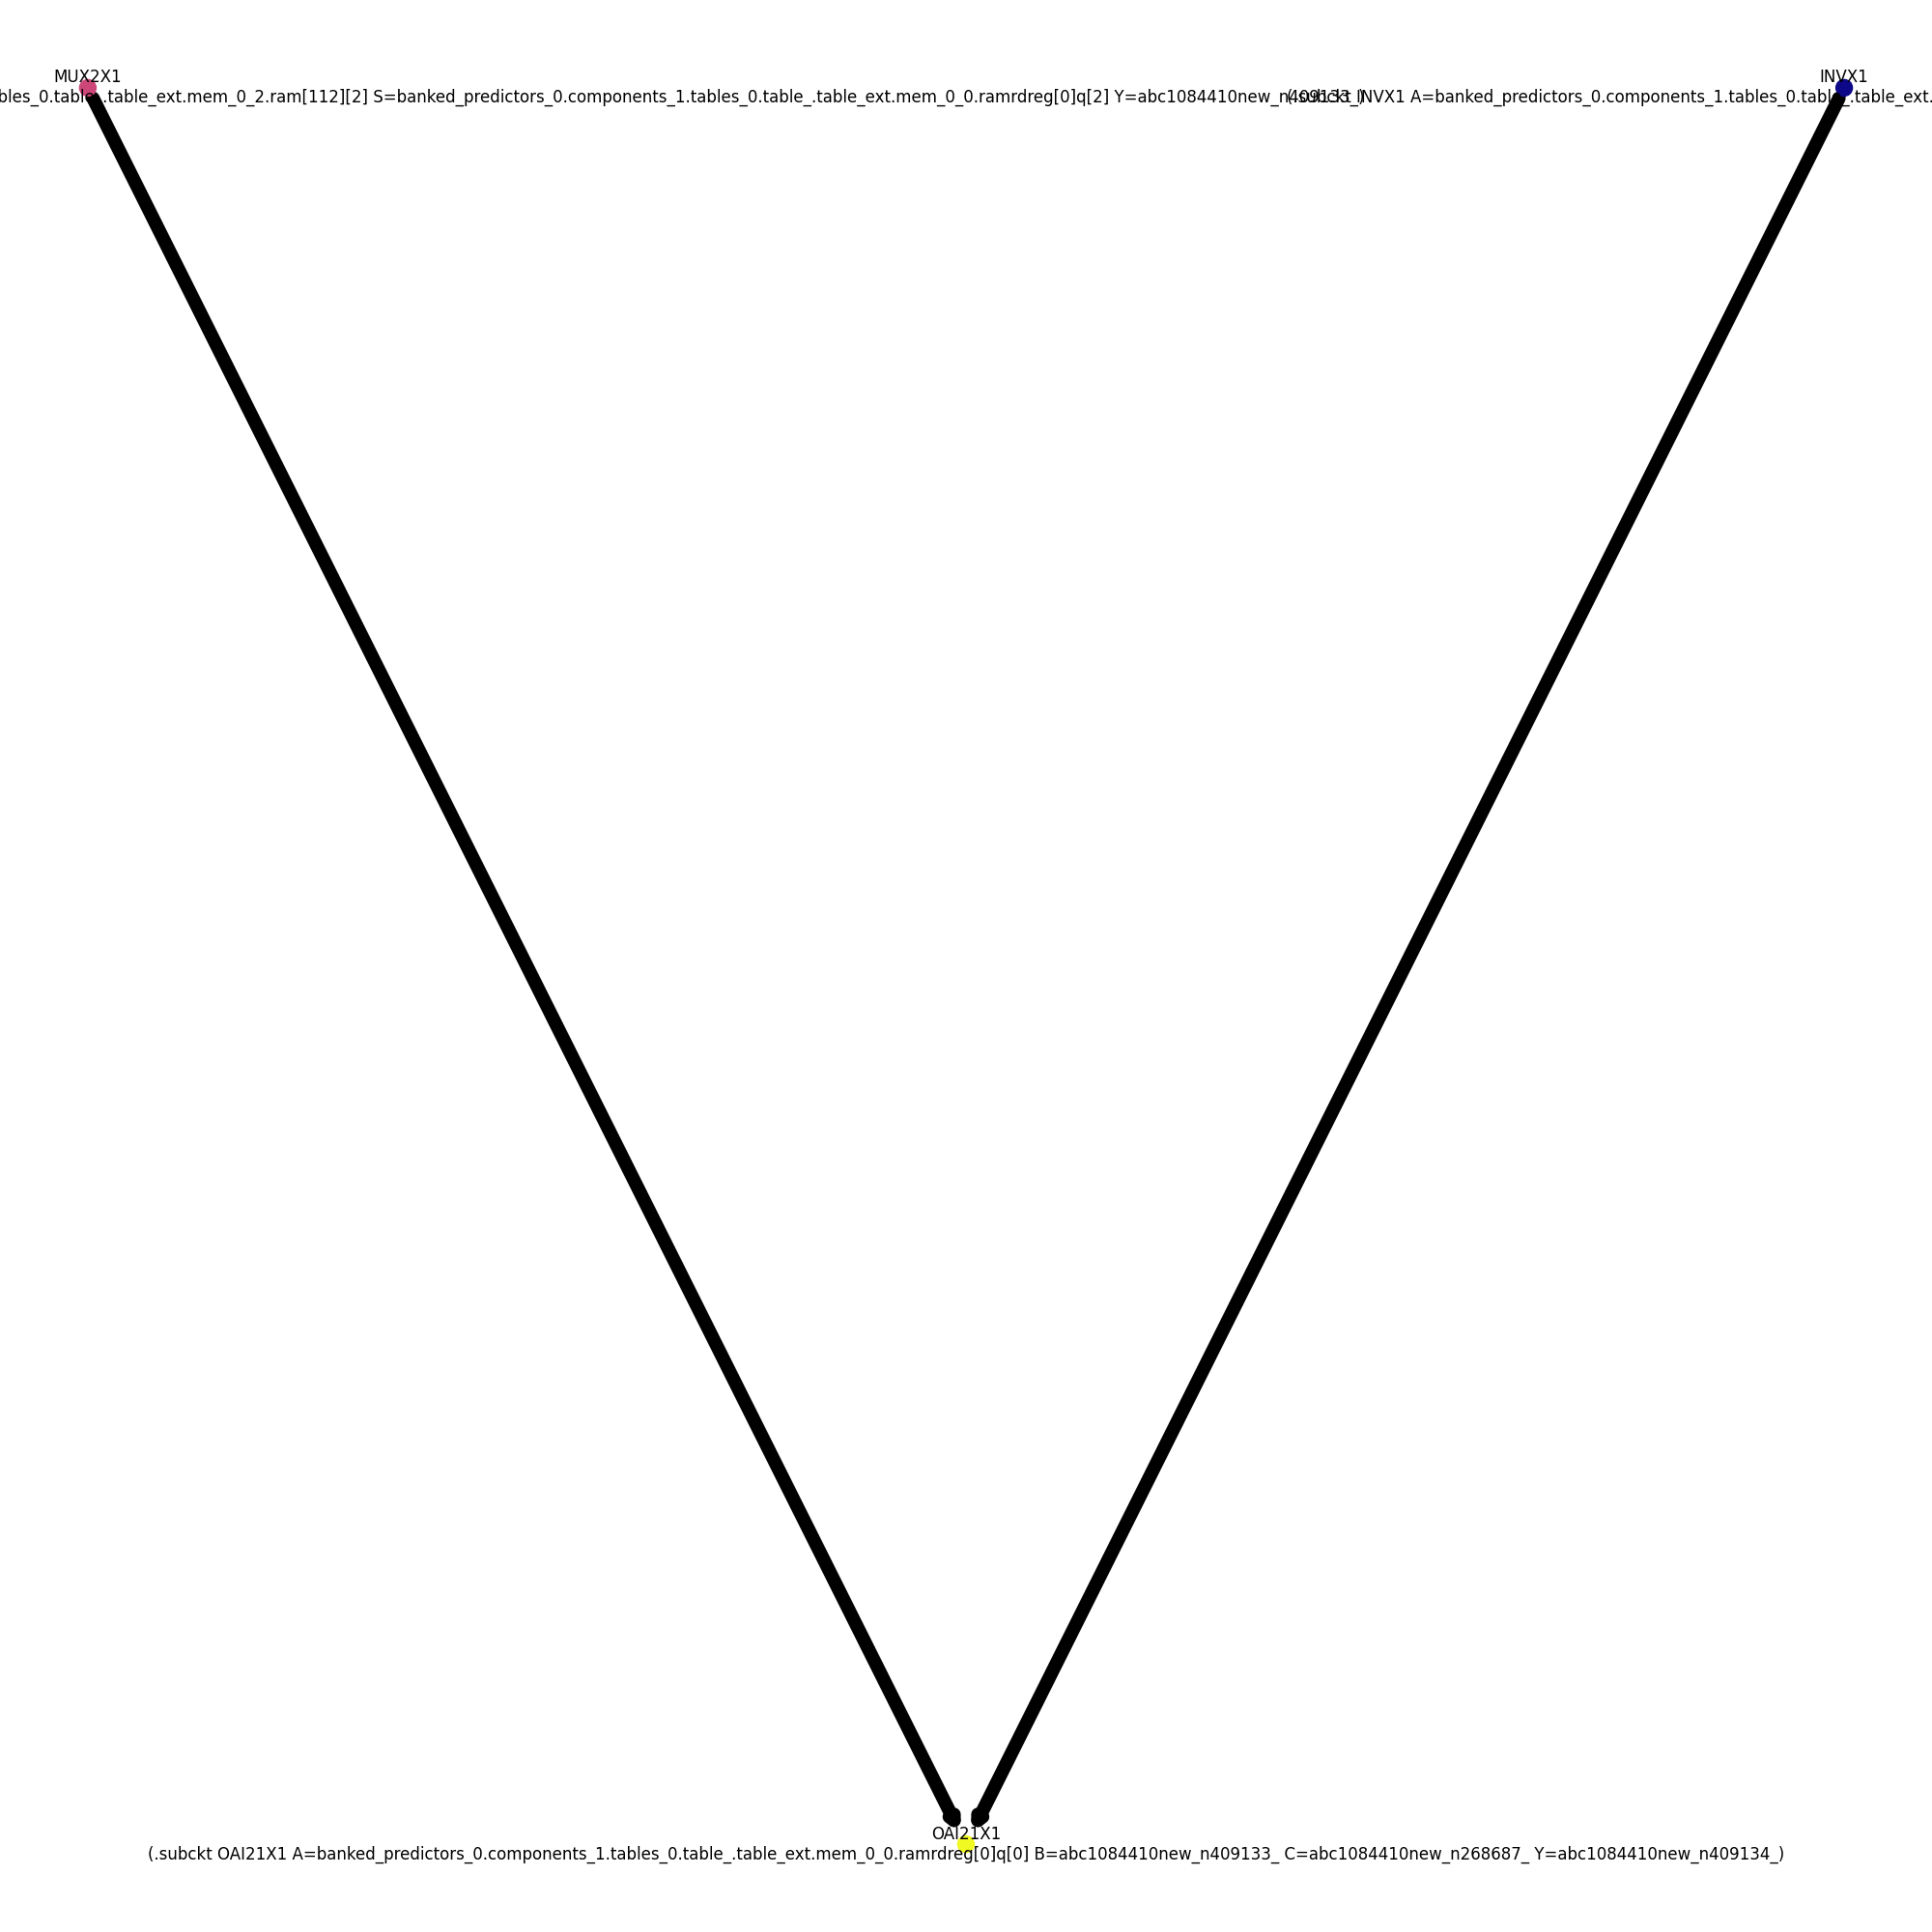 MUX2X1
INVX1
bles_0.table_.table_ext.mem_0_2.ram[112][2] S=banked_predictors_0.components_1.tables_0.table_.table_ext.mem_0_0.ramrdreg[0]q[2] Y=abc1084410new_n409133_)
(.subckt INVX1 A=banked_predictors_0.components_1.tables_0.table_.table_ext.
OAI21X1
(.subckt OAI21X1 A=banked_predictors_0.components_1.tables_0.table_.table_ext.mem_0_0.ramrdreg[0]q[0] B=abc1084410new_n409133_ C=abc1084410new_n268687_ Y=abc1084410new_n409134_)